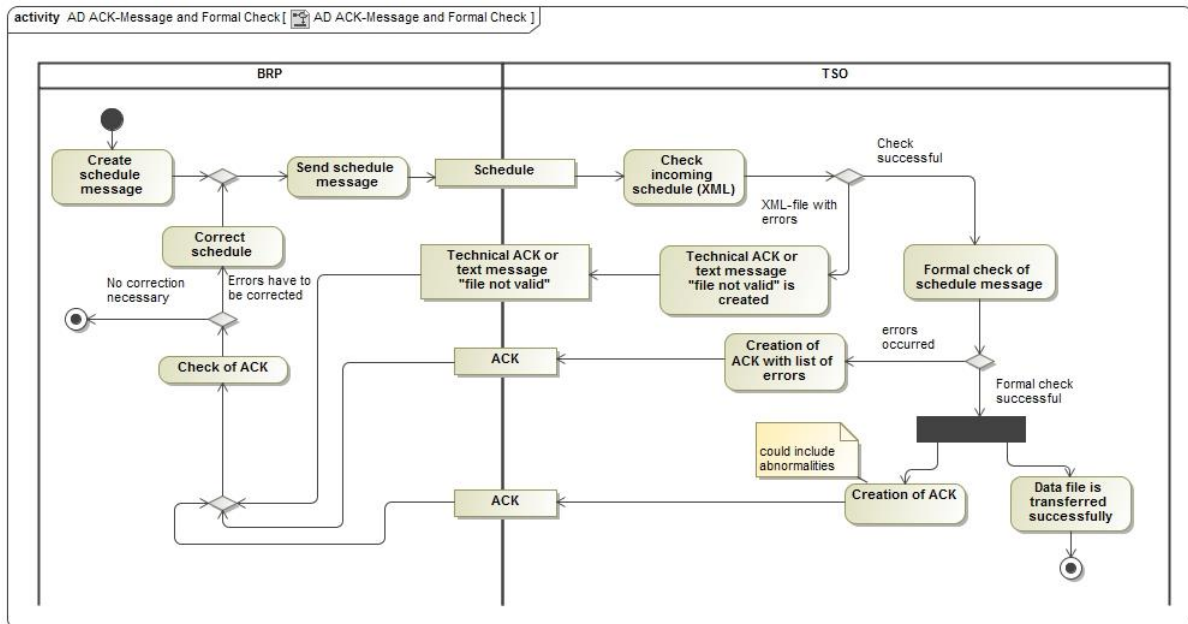 activity AD ACK-Message and Formal Check [ AD ACK-Message and Formal Check ]
BRP
TSO
Create
schedule
message
Send schedule
message
Schedule
Check
incoming
schedule (XML)
Check
successful
XML-file with
errors
Correct
schedule
Technical ACK or
text message
"file not valid"
Technical ACK or
text message
"file not valid" is
created
Formal check of
schedule message
No correction
necessary
Errors have to
be corrected
Check of ACK
ACK
Creation of
ACK with list of
errors
errors
occurred
Formal check
successful
could include
abnormalities
ACK
Creation of ACK
Data file is
transferred
successfully